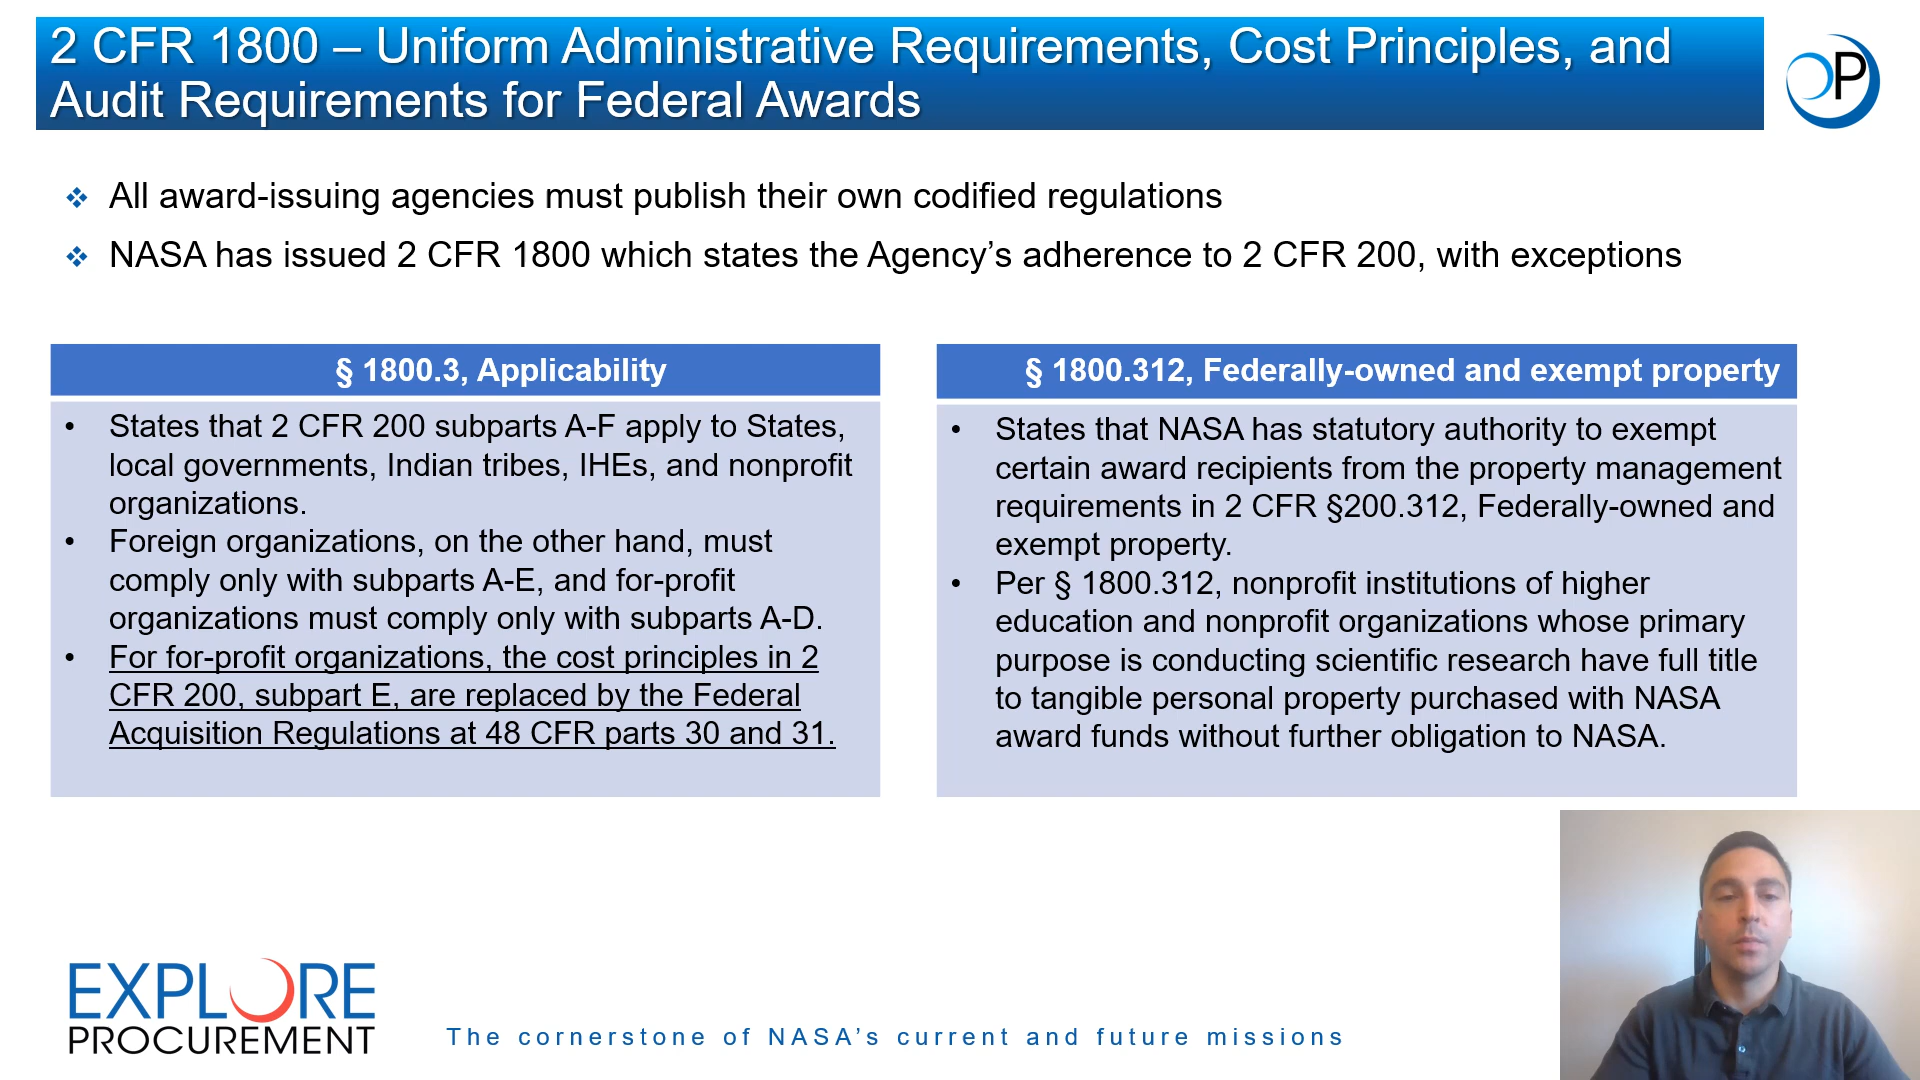 2 CFR 1800 – Uniform Administrative Requirements, Cost Principles, and
Audit Requirements for Federal Awards
OP
❖ All award-issuing agencies must publish their own codified regulations
❖ NASA has issued 2 CFR 1800 which states the Agency’s adherence to 2 CFR 200, with exceptions
§ 1800.3, Applicability
• States that 2 CFR 200 subparts A-F apply to States,
local governments, Indian tribes, IHEs, and nonprofit
organizations.
• Foreign organizations, on the other hand, must
comply only with subparts A-E, and for-profit
organizations must comply only with subparts A-D.
• For for-profit organizations, the cost principles in 2
CFR 200, subpart E, are replaced by the Federal
Acquisition Regulations at 48 CFR parts 30 and 31.
§ 1800.312, Federally-owned and exempt property
• States that NASA has statutory authority to exempt
certain award recipients from the property management
requirements in 2 CFR §200.312, Federally-owned and
exempt property.
• Per § 1800.312, nonprofit institutions of higher
education and nonprofit organizations whose primary
purpose is conducting scientific research have full title
to tangible personal property purchased with NASA
award funds without further obligation to NASA.
EXPLORE
PROCUREMENT
The cornerstone of NASA’s current and future missions